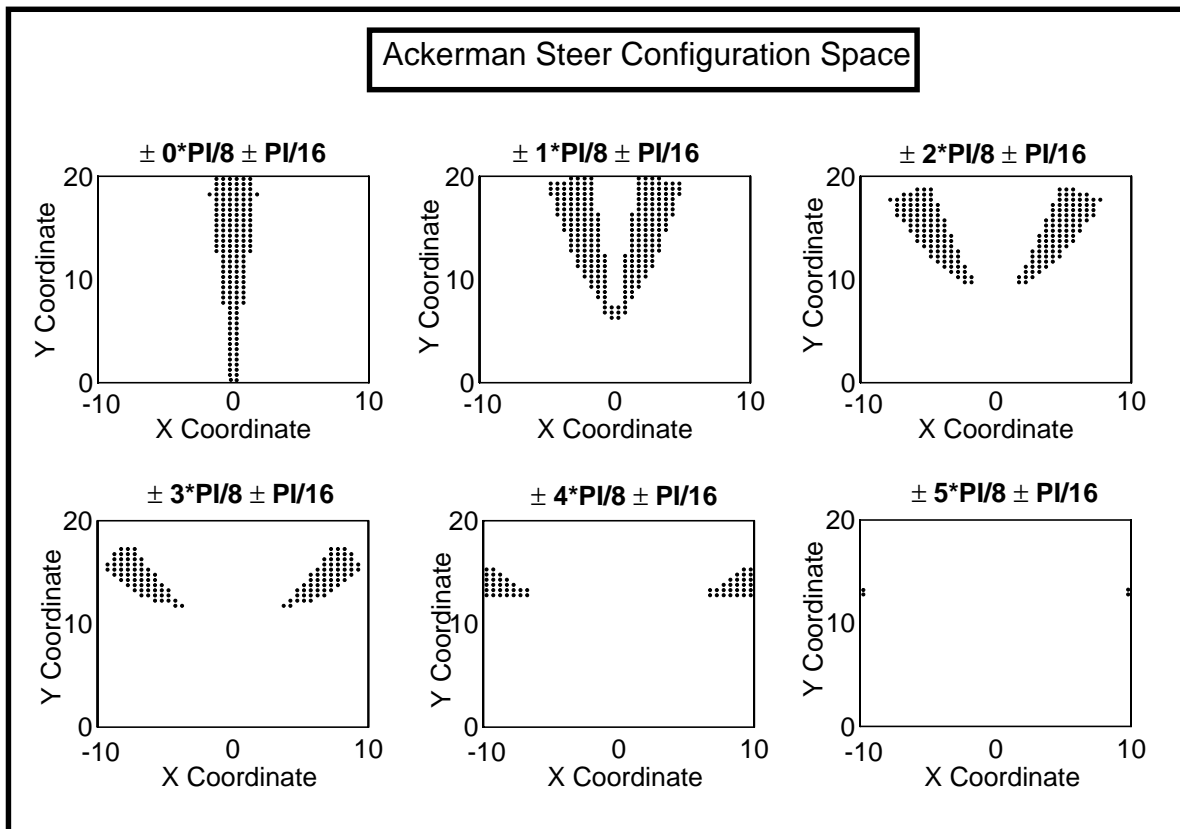 Ackerman Steer Configuration Space
± 0*PI/8 ± PI/16
20
10
0
Y Coordinate
-10
0
10
X Coordinate
± 1*PI/8 ± PI/16
20
10
0
Y Coordinate
-10
0
10
X Coordinate
± 2*PI/8 ± PI/16
20
10
0
Y Coordinate
-10
0
10
X Coordinate
± 3*PI/8 ± PI/16
20
10
0
Y Coordinate
-10
0
10
X Coordinate
± 4*PI/8 ± PI/16
20
10
0
Y Coordinate
-10
0
10
X Coordinate
± 5*PI/8 ± PI/16
20
10
0
Y Coordinate
-10
0
10
X Coordinate